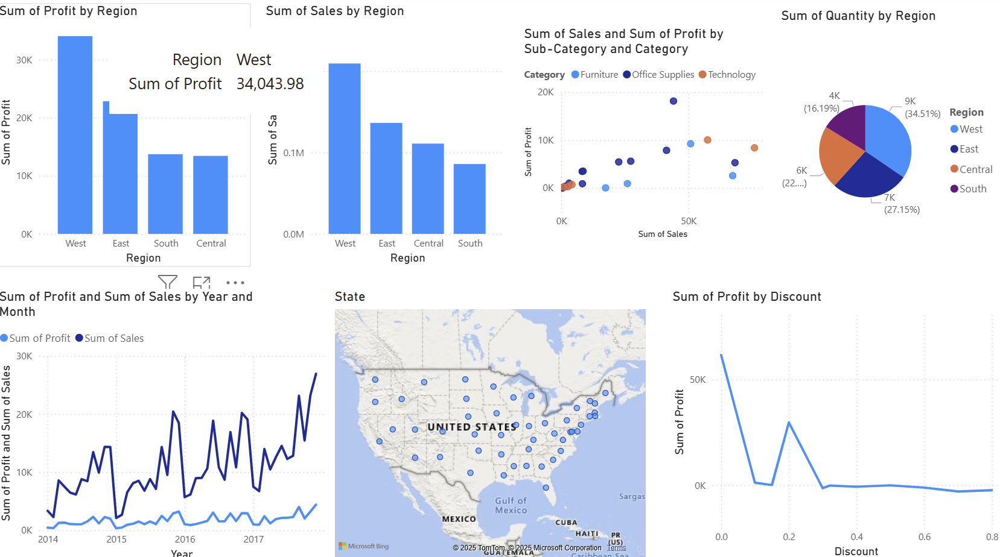 Sum of Profit by Region
Sum of Profit
30K
20K
10K
0K
West
East
South
Central
Region
Region West
Sum of Profit 34,043.98
Sum of Sales by Region
Sum of Sa
0.1M
0.0M
West
East
Central
South
Region
Sum of Sales and Sum of Profit by
Sub-Category and Category
Category Furniture Office Supplies Technology
Sum of Profit
20K
10K
0K
0K
50K
Sum of Sales
Sum of Quantity by Region
4K
(16.19%)
9K
(34.51%)
6K
(22....)
7K
(27.15%)
Region
West
East
Central
South
Sum of Profit and Sum of Sales by Year and
Month
Sum of Profit Sum of Sales
Sum of Profit and Sum of Sales
30K
20K
10K
0K
2014
2015
2016
2017
Year
State
UNITED STATES
Gulf of
Mexico
Sargas
MEXICO
CUBA
HAITI
PR
(US)
GUATEMALA
Caribbean Sea
Microsoft Bing
© 2025 TomTom, © 2025 Microsoft Corporation Terms
Sum of Profit by Discount
Sum of Profit
50K
0K
0.0
0.2
0.4
0.6
0.8
Discount